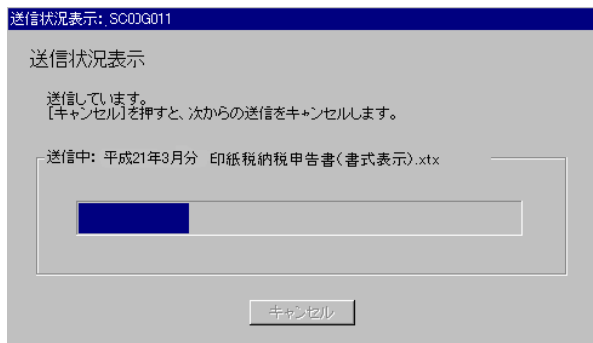 送信状況表示: SC00G011
送信状況表示
送信しています。
[キャンセル]を押すと、次からの送信をキャンセルします。
送信中: 平成21年3月分 印紙税納税申告書(書式表示).xtx
キャンセル